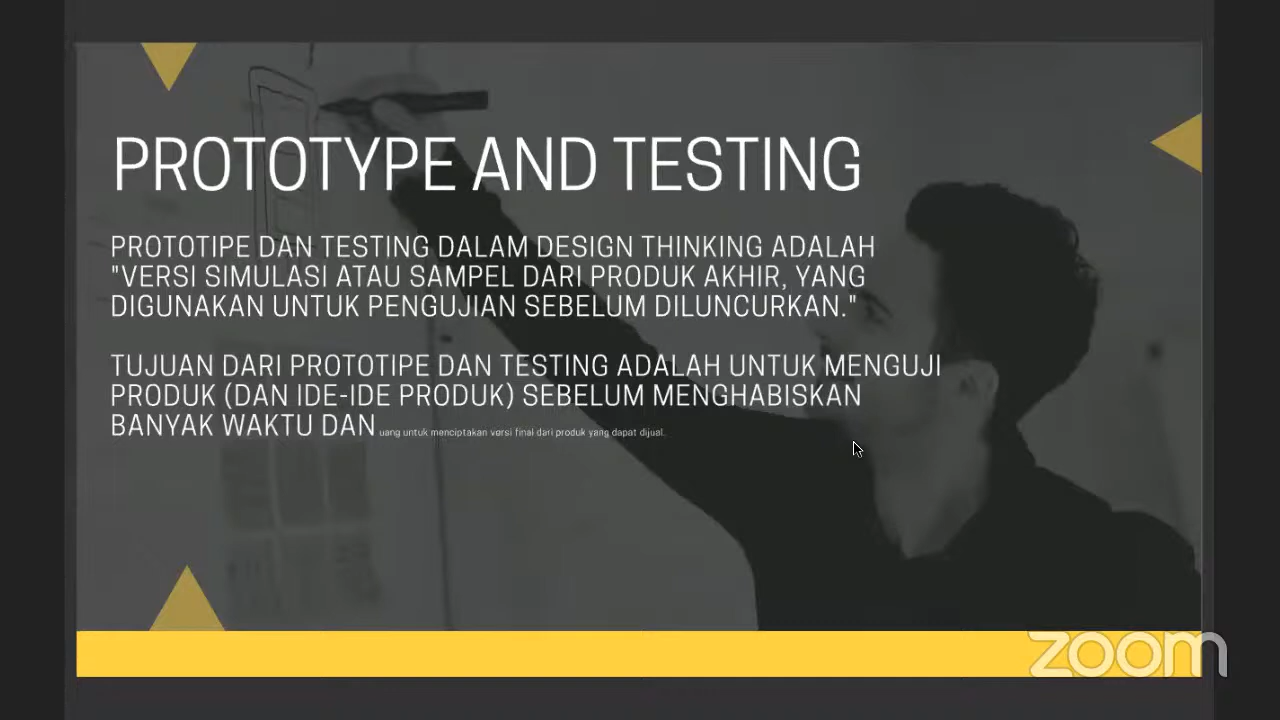 PROTOTYPE AND TESTING
PROTOTIPE DAN TESTING DALAM DESIGN THINKING ADALAH
"VERSI SIMULASI ATAU SAMPEL DARI PRODUK AKHIR, YANG
DIGUNAKAN UNTUK PENGUJIAN SEBELUM DILUNCURKAN."
TUJUAN DARI PROTOTIPE DAN TESTING ADALAH UNTUK MENGUJI
PRODUK (DAN IDE-IDE PRODUK) SEBELUM MENGHABISKAN
BANYAK WAKTU DAN uang untuk menciptakan versi final dari produk yang dapat dijual.
zoom